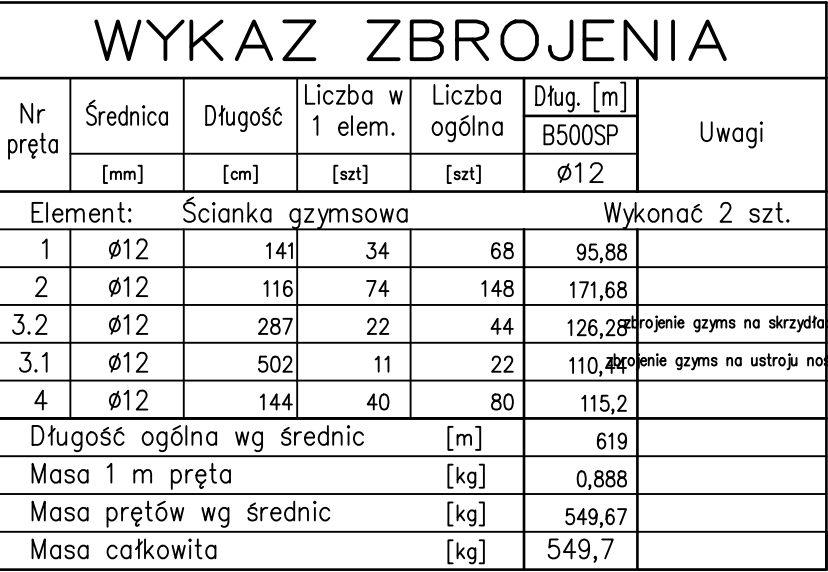 WYKAZ ZBROJENIA
Nr pręta Średnica Długość Liczba w 1 elem. Liczba ogólna Dług. [m] B500SP Uwagi
[mm] [cm] [szt] [szt] ø12
Element: Ścianka gzymsowa Wykonać 2 szt.
1 ø12 141 34 68 95,88
2 ø12 116 74 148 171,68
3.2 ø12 287 22 44 126,28 zbrojenie gzyms na skrzydła
3.1 ø12 502 11 22 110,44 zbrojenie gzyms na ustroju noś
4 ø12 144 40 80 115,2
Długość ogólna wg średnic [m] 619
Masa 1 m pręta [kg] 0,888
Masa prętów wg średnic [kg] 549,67
Masa całkowita [kg] 549,7